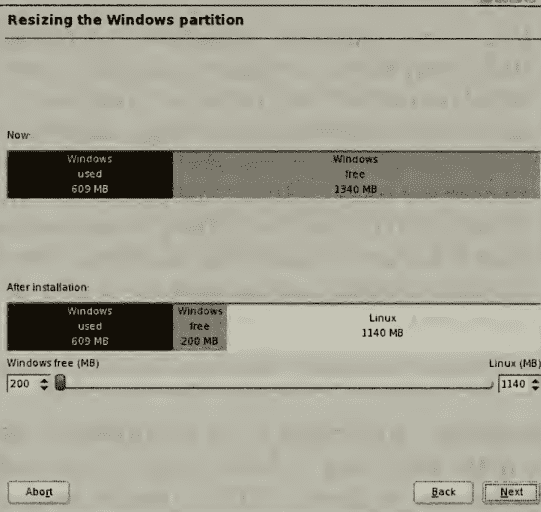 Resizing the Windows partition
Now:
Windows
used
609 MB
Windows
free
1340 MB
After installation:
Windows
used
609 MB
Windows
free
200 MB
Linux
1140 MB
Windows free (MB)
Linux (MB)
200
1140
Abort
Back
Next